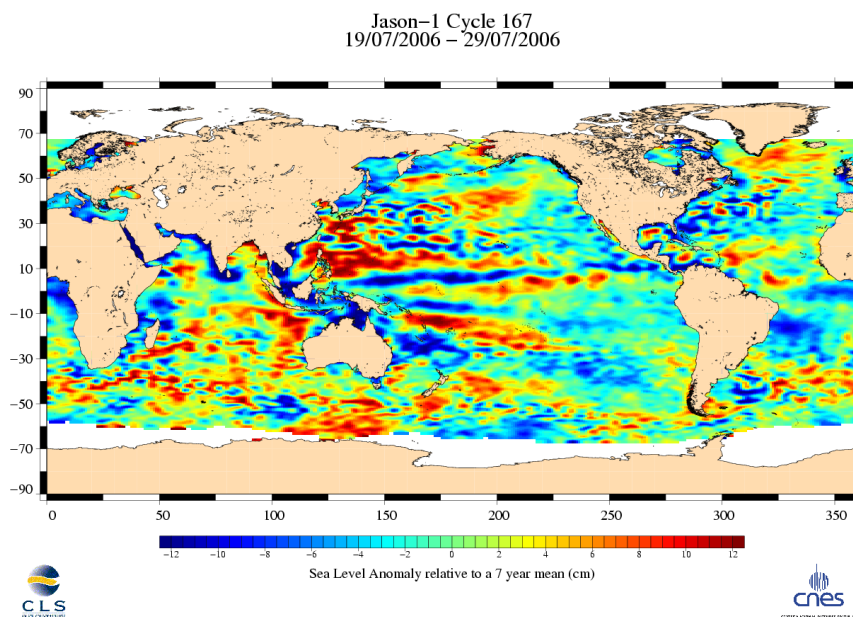 Jason−1 Cycle 167
19/07/2006 − 29/07/2006
90
70
50
30
10
−10
−30
−50
−70
−90
0 50 100 150 200 250 300 350
−12 −10 −8 −6 −4 −2 0 2 4 6 8 10 12
Sea Level Anomaly relative to a 7 year mean (cm)
CLS
cnes